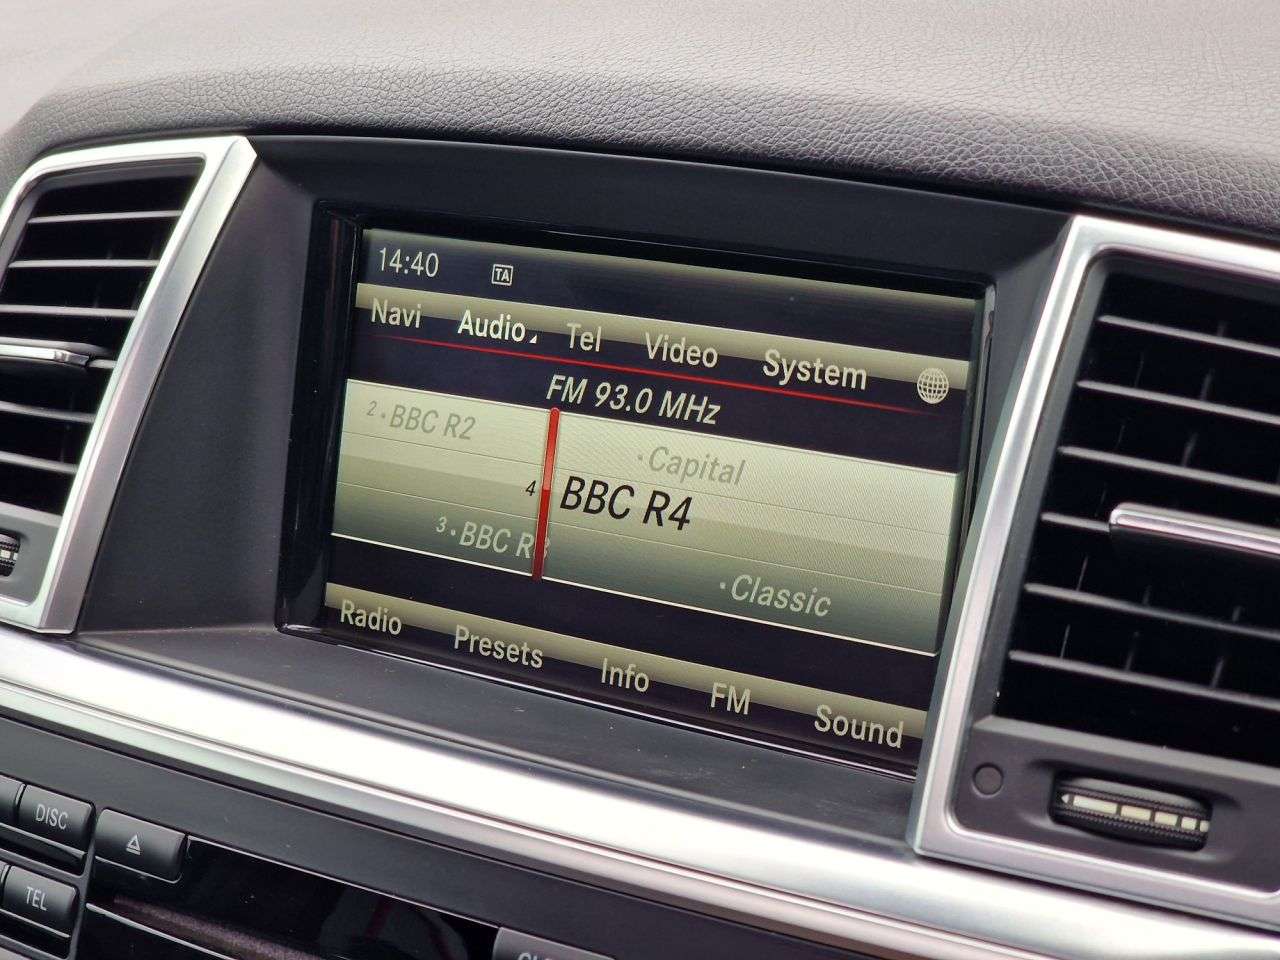 14:40 TA
Navi Audio Tel Video System
FM 93.0 MHz
2 · BBC R2
· Capital
4 BBC R4
3 · BBC R3
· Classic
Radio Presets Info FM Sound
DISC
TEL